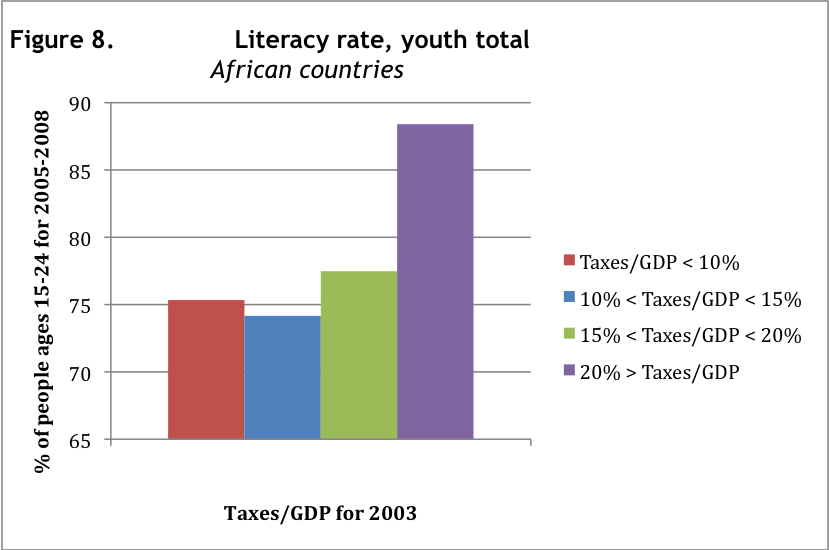 Figure 8. Literacy rate, youth total
African countries
% of people ages 15-24 for 2005-2008
90
85
80
75
70
65
Taxes/GDP < 10%
10% < Taxes/GDP < 15%
15% < Taxes/GDP < 20%
20% > Taxes/GDP
Taxes/GDP for 2003